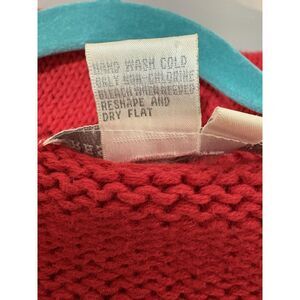 HAND WASH COLD
ONLY NON-CHLORINE
BLEACH WHEN NEEDED
RESHAPE AND
DRY FLAT